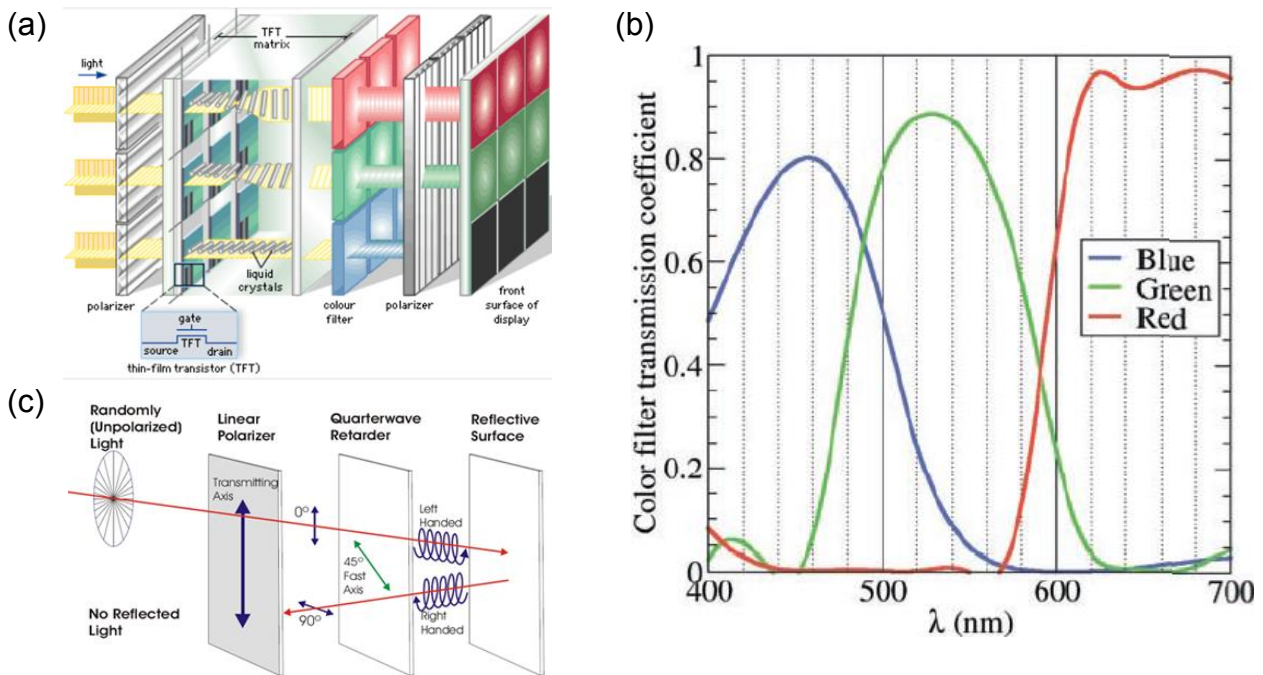 (a)
TFT
matrix
light
liquid
crystals
polarizer
colour
filter
polarizer
front
surface of
display
gate
source
TFT
drain
thin-film transistor (TFT)
(b)
1
0.8
0.6
0.4
0.2
0
400
500
600
700
Color filter transmission coefficient
λ (nm)
Blue
Green
Red
(c)
Randomly
(Unpolarized)
Light
Linear
Polarizer
Quarterwave
Retarder
Reflective
Surface
Transmitting
Axis
0°
Left
Handed
45°
Fast
Axis
90°
Right
Handed
No Reflected
Light